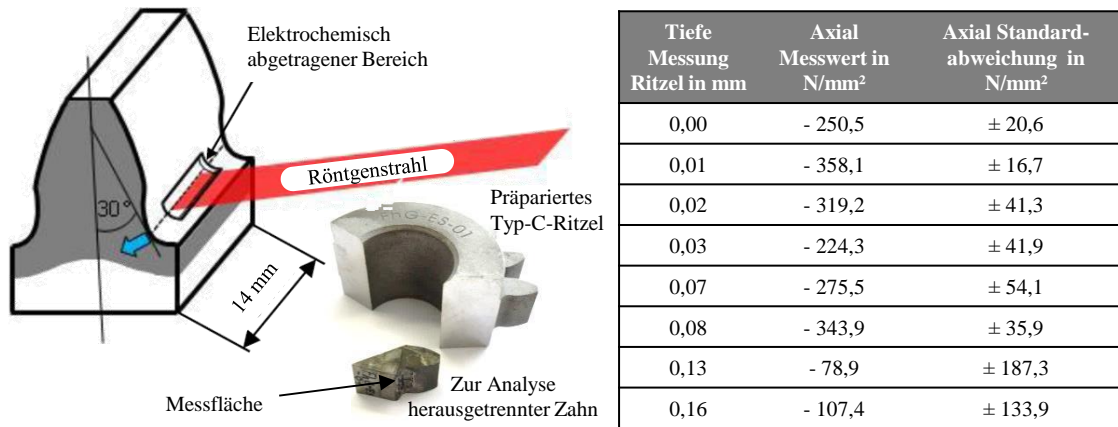 Elektrochemisch
abgetragener Bereich
Röntgenstrahl
30°
14 mm
Präpariertes
Typ-C-Ritzel
FHG-ES-01
Messfläche
Zur Analyse
herausgetrennter Zahn
Tiefe Messung Ritzel in mm | Axial Messwert in N/mm² | Axial Standard-abweichung in N/mm²
0,00 - 250,5 ± 20,6
0,01 - 358,1 ± 16,7
0,02 - 319,2 ± 41,3
0,03 - 224,3 ± 41,9
0,07 - 275,5 ± 54,1
0,08 - 343,9 ± 35,9
0,13 - 78,9 ± 187,3
0,16 - 107,4 ± 133,9